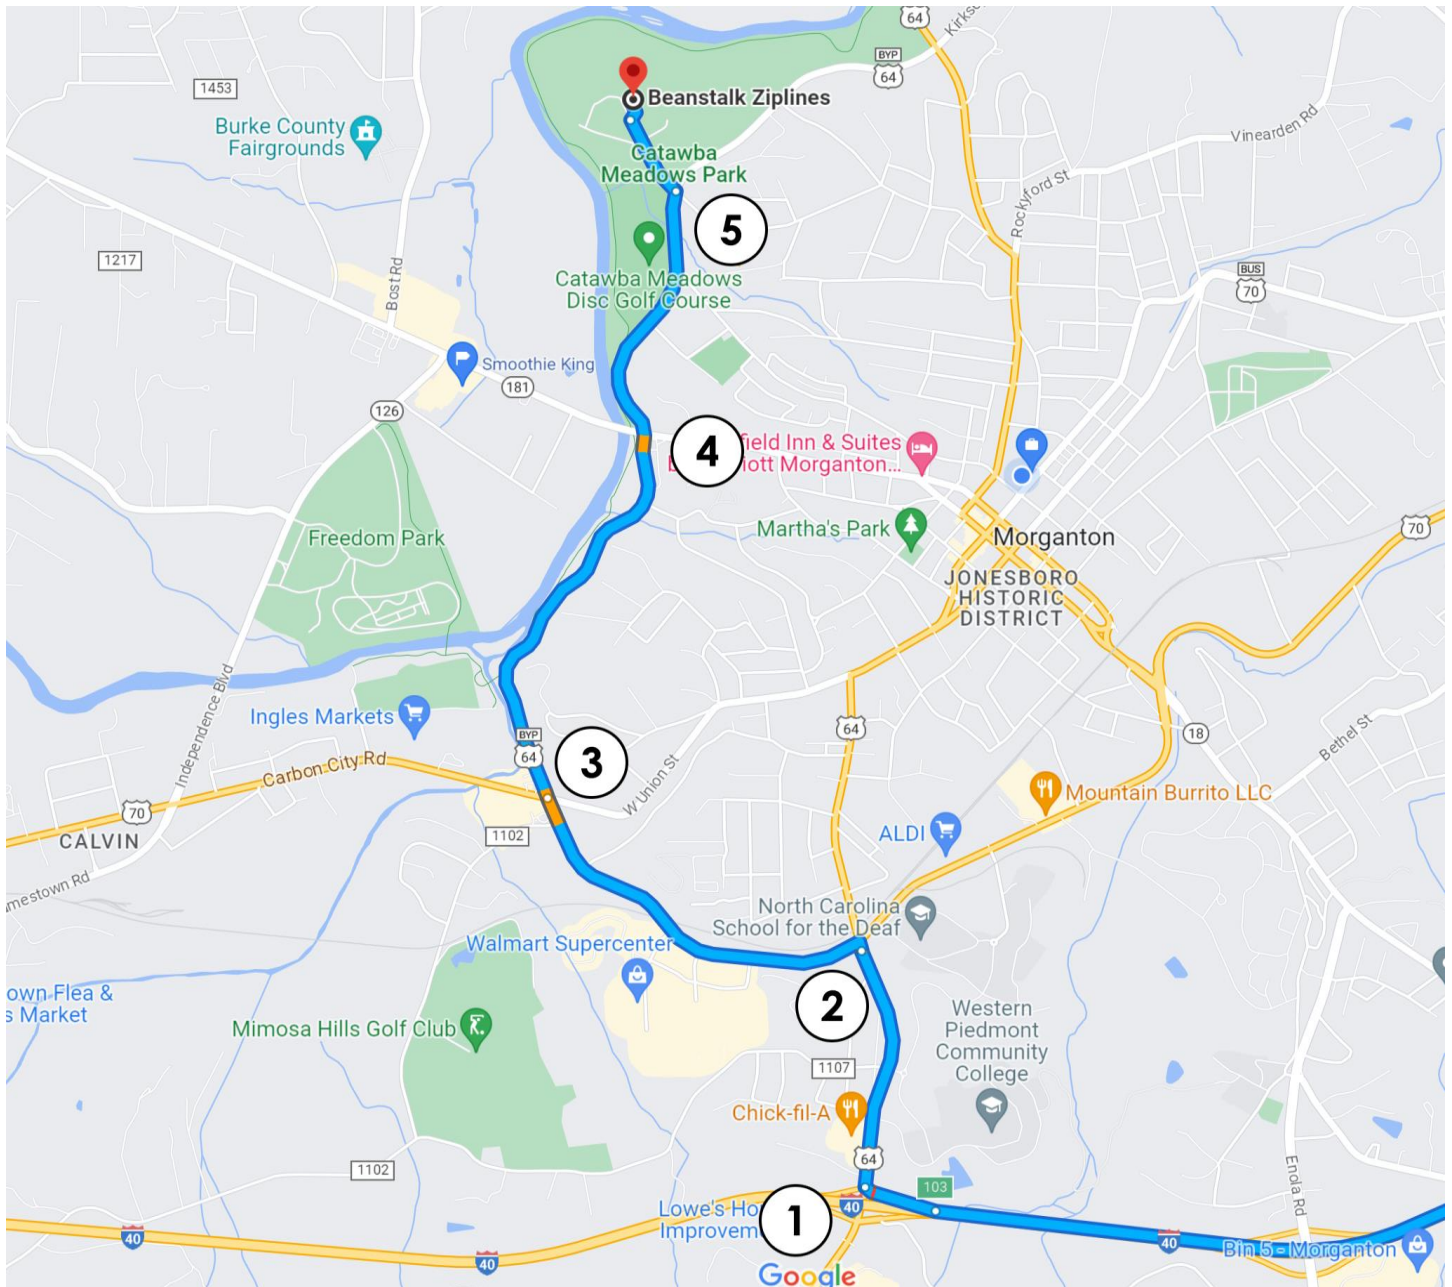 64
Kirks
BYP
64
1453
Beanstalk Ziplines
Burke County
Fairgrounds
Vinearden Rd
Catawba
Meadows Park
Rockyford St
5
1217
Bost Rd
Catawba Meadows
Disc Golf Course
BUS
70
Smoothie King
181
126
4
field Inn & Suites
iott Morganton...
Martha's Park
70
Freedom Park
Morganton
JONESBORO
HISTORIC
DISTRICT
Independence Blvd
Ingles Markets
64
18
BYP
64
3
Bethel St
Carbon City Rd
W Union St
Mountain Burrito LLC
70
CALVIN
1102
ALDI
mestown Rd
North Carolina
School for the Deaf
Walmart Supercenter
own Flea &
s Market
2
Western
Piedmont
Community
College
Mimosa Hills Golf Club
1107
Chick-fil-A
64
1102
Enola Rd
103
Lowe's Ho
Improvem
1
40
40
40
40
Bin 5 - Morganton
Google